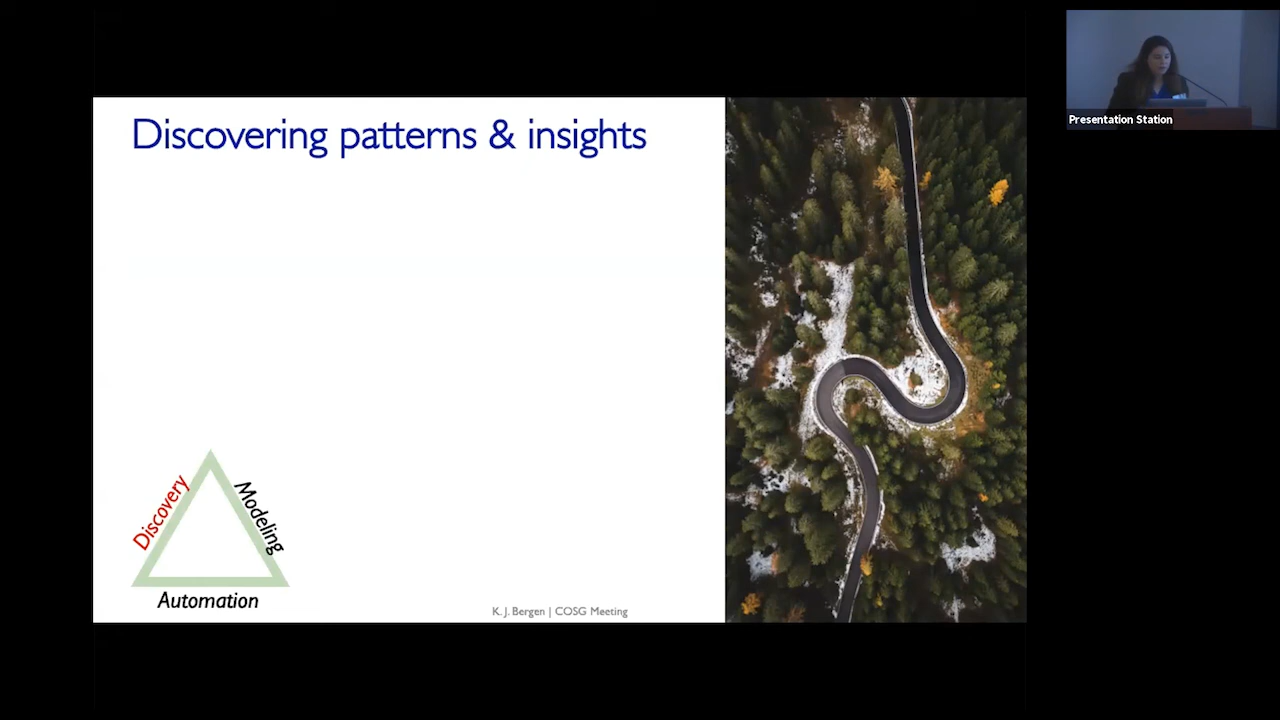 Discovering patterns & insights
Presentation Station
Discovery
Modeling
Automation
K. J. Bergen | COSG Meeting